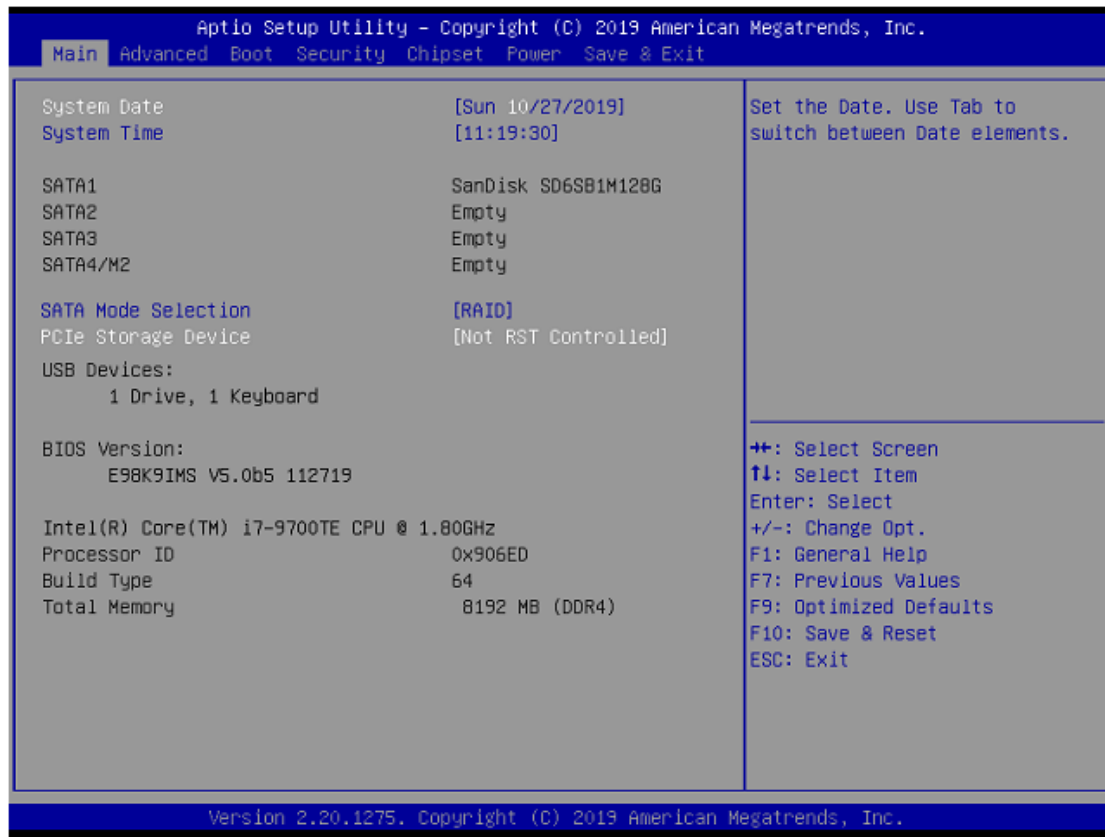 Aptio Setup Utility – Copyright (C) 2019 American Megatrends, Inc.
Main Advanced Boot Security Chipset Power Save & Exit
System Date [Sun 10/27/2019]
System Time [11:19:30]
SATA1 SanDisk SD6SB1M128G
SATA2 Empty
SATA3 Empty
SATA4/M2 Empty
SATA Mode Selection [RAID]
PCIe Storage Device [Not RST Controlled]
USB Devices:
1 Drive, 1 Keyboard
BIOS Version:
E98K9IMS V5.0b5 112719
Intel(R) Core(TM) i7-9700TE CPU @ 1.80GHz
Processor ID 0x906ED
Build Type 64
Total Memory 8192 MB (DDR4)
Set the Date. Use Tab to
switch between Date elements.
→←: Select Screen
↑↓: Select Item
Enter: Select
+/-: Change Opt.
F1: General Help
F7: Previous Values
F9: Optimized Defaults
F10: Save & Reset
ESC: Exit
Version 2.20.1275. Copyright (C) 2019 American Megatrends, Inc.